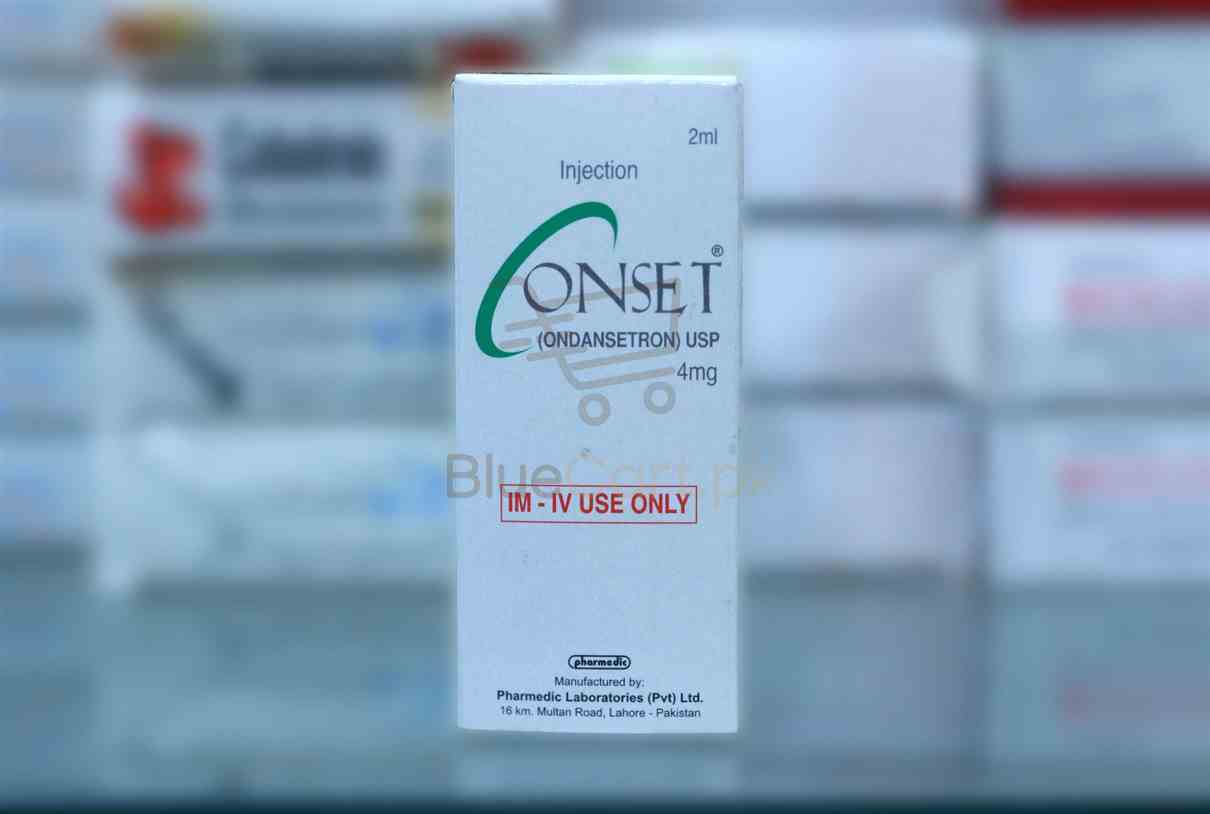 2ml
Injection
ONSET®
(ONDANSETRON) USP
4mg
BlueCart.pk
IM - IV USE ONLY
pharmedic
Manufactured by:
Pharmedic Laboratories (Pvt) Ltd.
16 km. Multan Road, Lahore - Pakistan